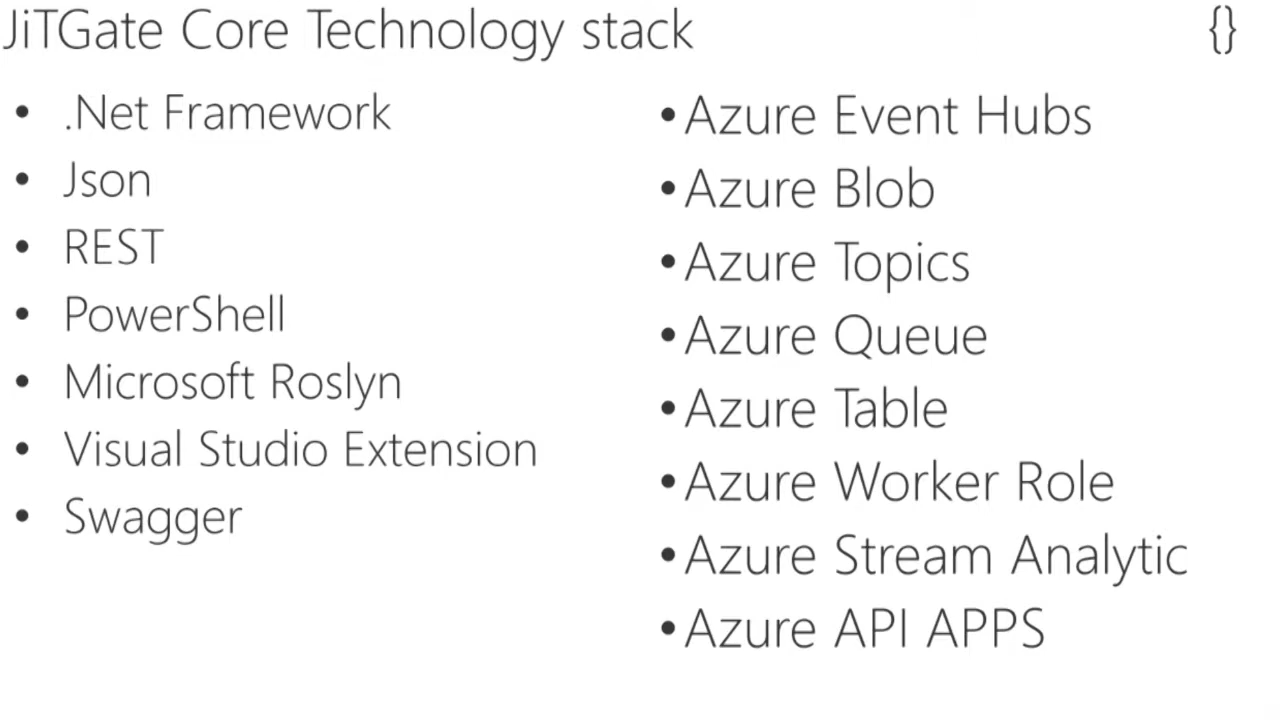 JiTGate Core Technology stack
{}
• .Net Framework
• Json
• REST
• PowerShell
• Microsoft Roslyn
• Visual Studio Extension
• Swagger
•Azure Event Hubs
•Azure Blob
•Azure Topics
•Azure Queue
•Azure Table
•Azure Worker Role
•Azure Stream Analytic
•Azure API APPS